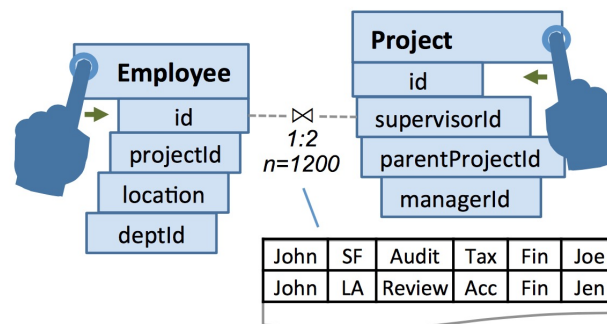 Employee
id
projectId
location
deptId
Project
id
supervisorId
parentProjectId
managerId
⋈
1:2
n=1200
John SF Audit Tax Fin Joe
John LA Review Acc Fin Jen